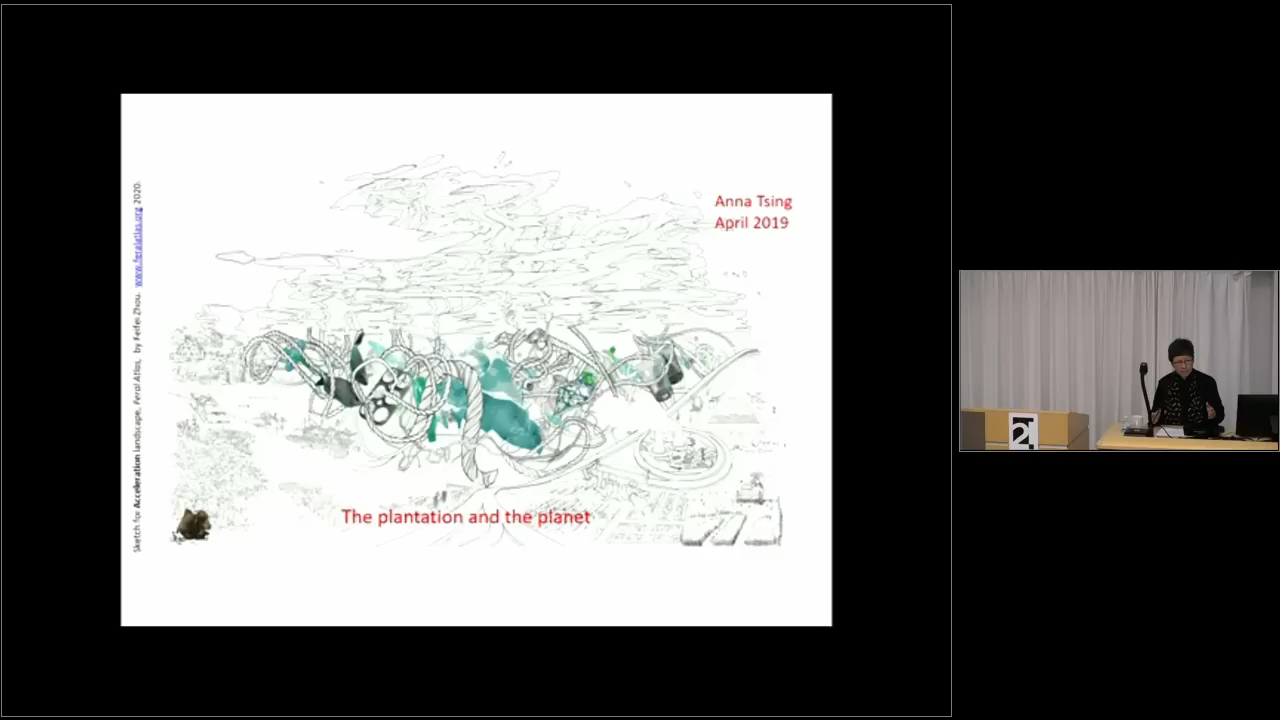 Sketch for Acceleration landscape, Feral Atlas, by Feifei Zhou. www.feralatlas.org 2020.
Anna Tsing
April 2019
The plantation and the planet
2